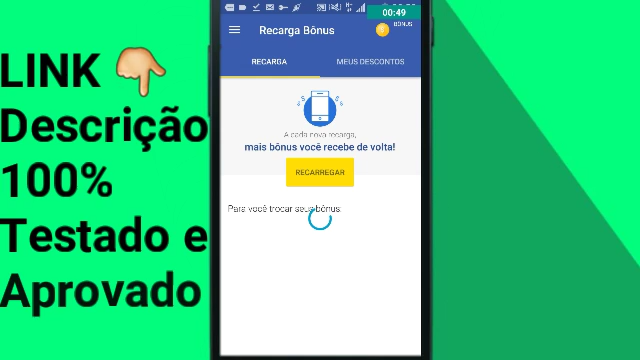 LINK 👇
Descrição
100%
Testado e
Aprovado
00:49
Recarga Bônus
BÔNUS
RECARGA
MEUS DESCONTOS
A cada nova recarga,
mais bônus você recebe de volta!
RECARREGAR
Para você trocar seus bônus: